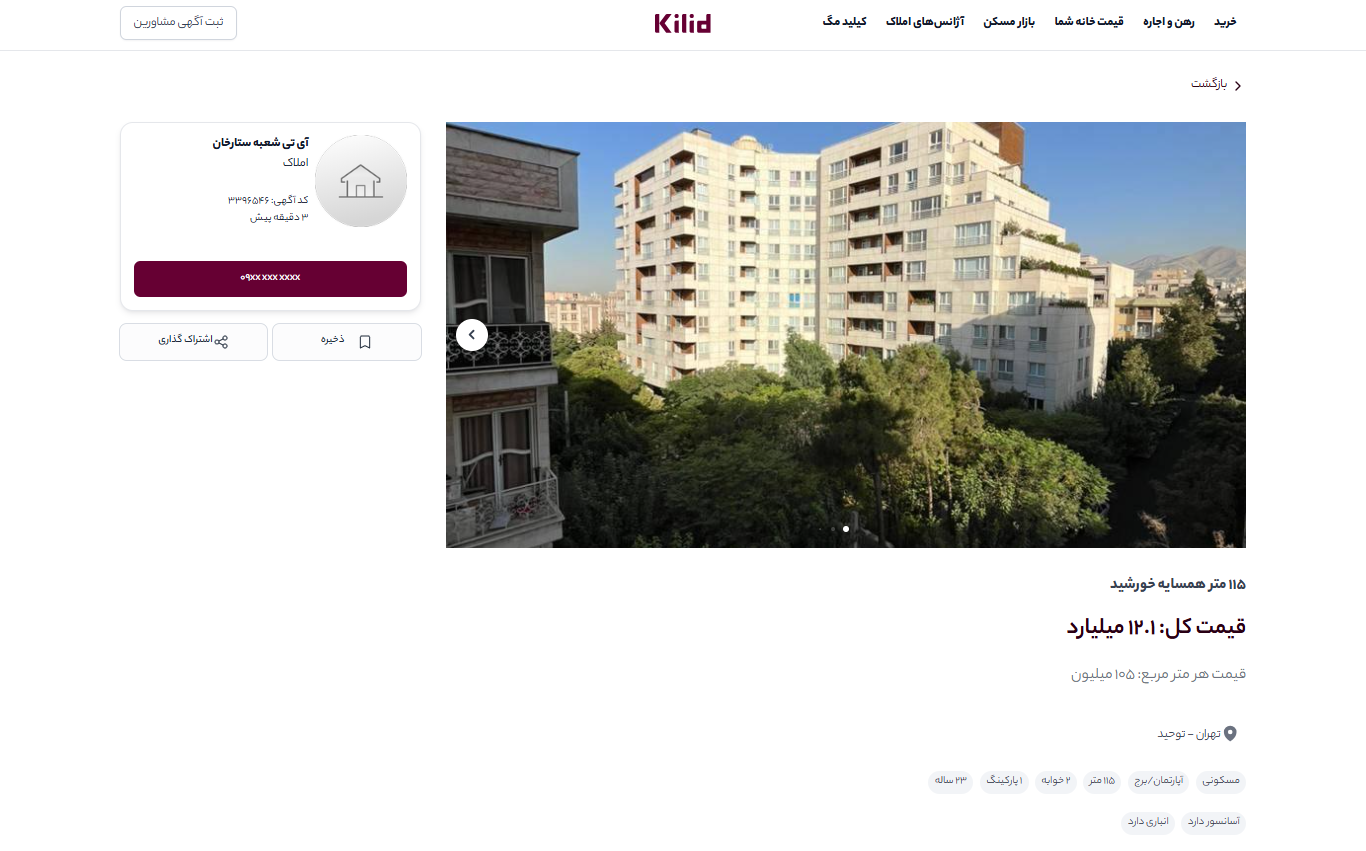 خرید
رهن و اجاره
قیمت خانه شما
بازار مسکن
آژانس‌های املاک
کیلید مگ
Kilid
ثبت آگهی مشاورین
بازگشت
آی تی شعبه ستارخان
املاک
کد آگهی: ۳۳۹۶۵۴۶
۳ دقیقه پیش
۰۹xx xxx xxxx
ذخیره
اشتراک گذاری
۱۱۵ متر همسایه خورشید
قیمت کل: ۱۲.۱ میلیارد
قیمت هر متر مربع: ۱۰۵ میلیون
تهران - توحید
مسکونی
آپارتمان/برج
۱۱۵ متر
۲ خوابه
۱ پارکینگ
۲۳ ساله
آسانسور دارد
انباری دارد